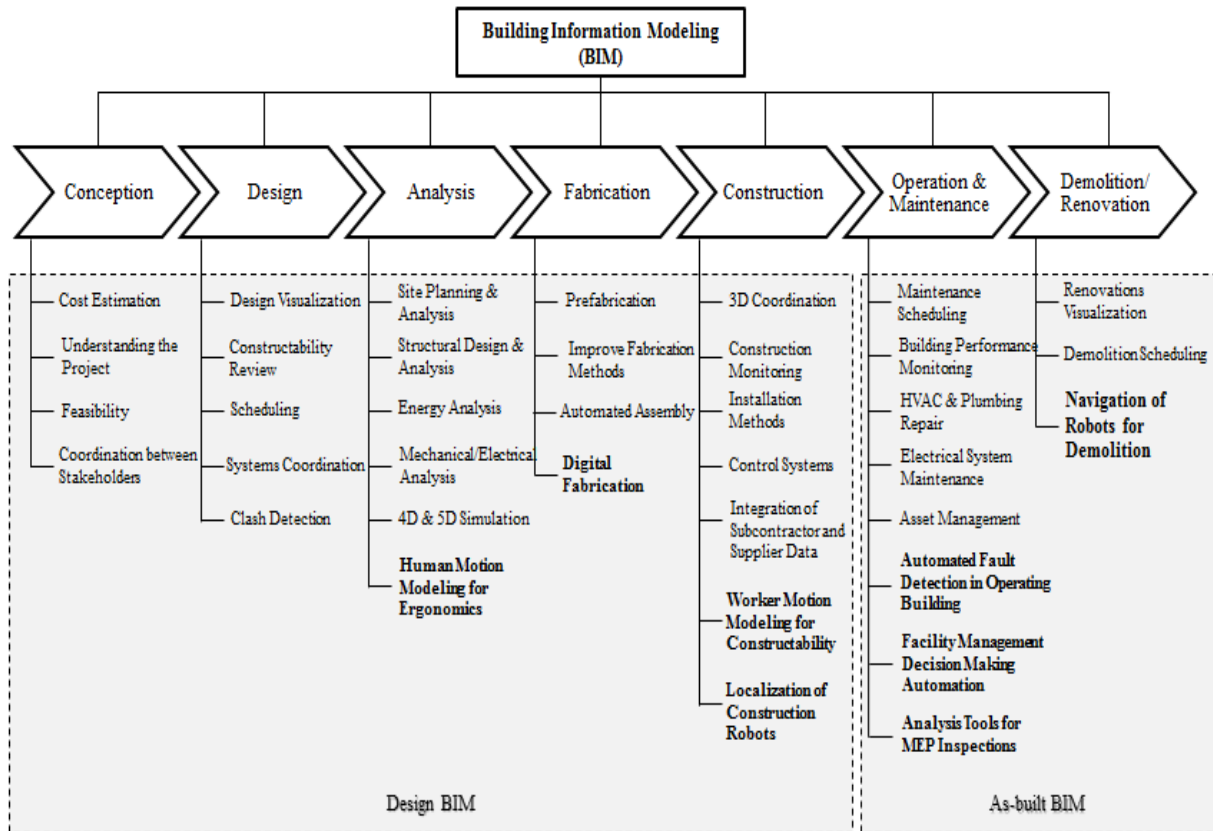 Building Information Modeling
(BIM)
Conception
Design
Analysis
Fabrication
Construction
Operation &
Maintenance
Demolition/
Renovation
Cost Estimation
Understanding the
Project
Feasibility
Coordination between
Stakeholders
Design Visualization
Constructability
Review
Scheduling
Systems Coordination
Clash Detection
Site Planning &
Analysis
Structural Design &
Analysis
Energy Analysis
Mechanical/Electrical
Analysis
4D & 5D Simulation
Human Motion
Modeling for
Ergonomics
Prefabrication
Improve Fabrication
Methods
Automated Assembly
Digital
Fabrication
3D Coordination
Construction
Monitoring
Installation
Methods
Control Systems
Integration of
Subcontractor and
Supplier Data
Worker Motion
Modeling for
Constructability
Localization of
Construction
Robots
Maintenance
Scheduling
Building Performance
Monitoring
HVAC & Plumbing
Repair
Electrical System
Maintenance
Asset Management
Automated Fault
Detection in Operating
Building
Facility Management
Decision Making
Automation
Analysis Tools for
MEP Inspections
Renovations
Visualization
Demolition Scheduling
Navigation of
Robots for
Demolition
Design BIM
As-built BIM